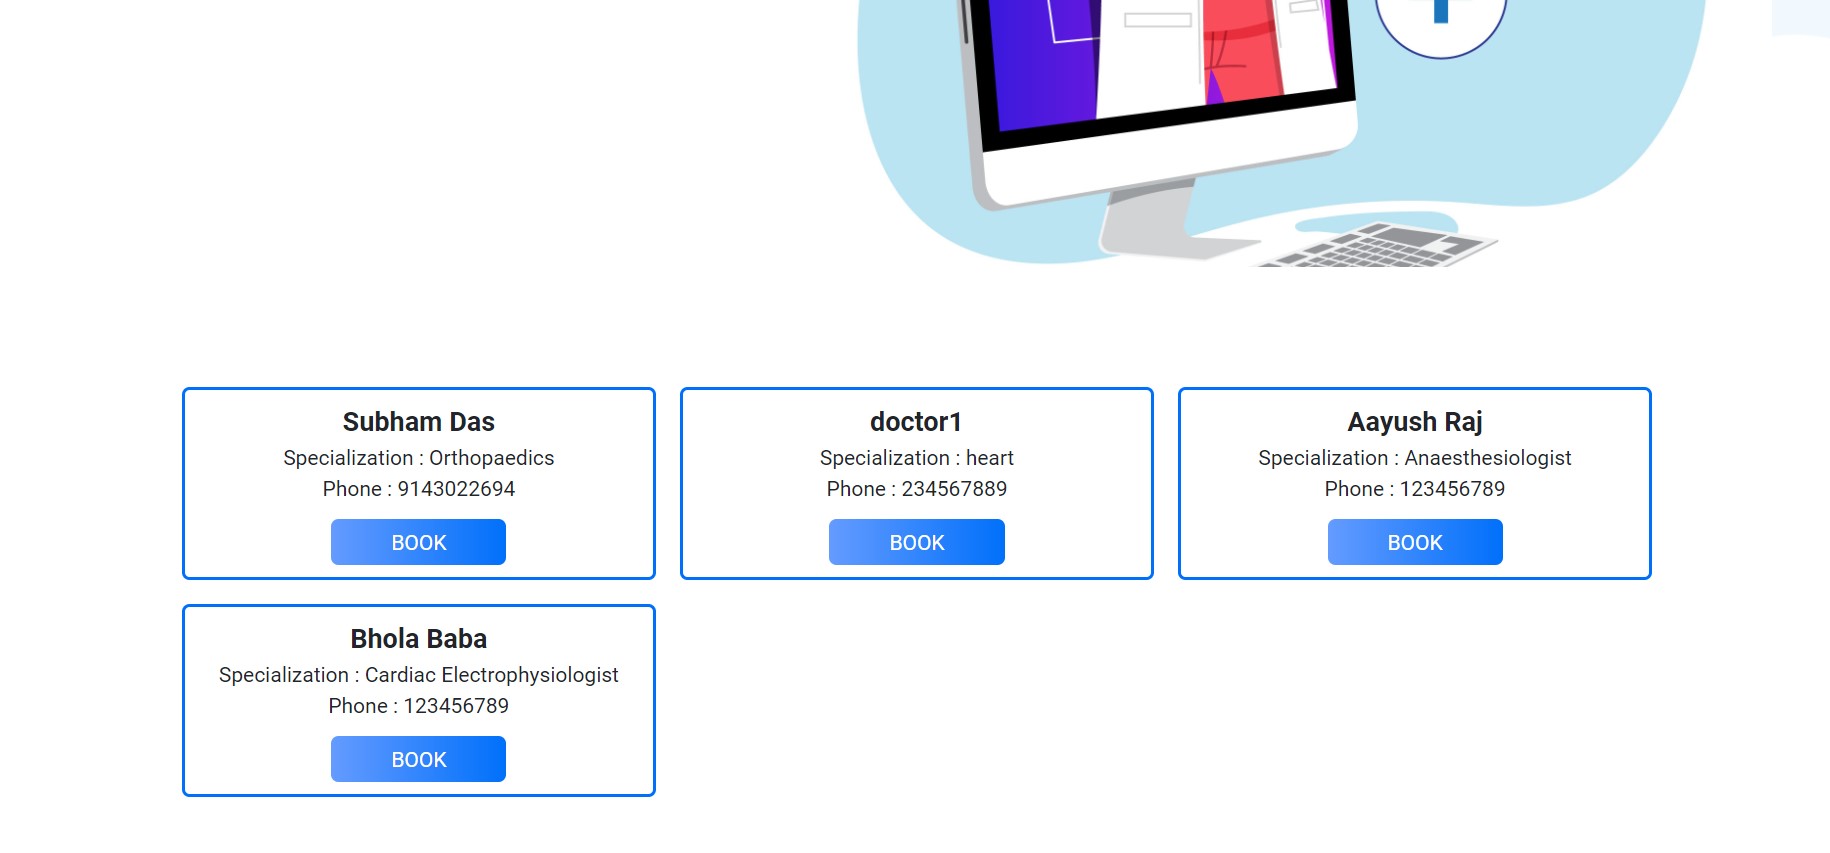 Subham Das
Specialization : Orthopaedics
Phone : 9143022694
BOOK
doctor1
Specialization : heart
Phone : 234567889
BOOK
Aayush Raj
Specialization : Anaesthesiologist
Phone : 123456789
BOOK
Bhola Baba
Specialization : Cardiac Electrophysiologist
Phone : 123456789
BOOK